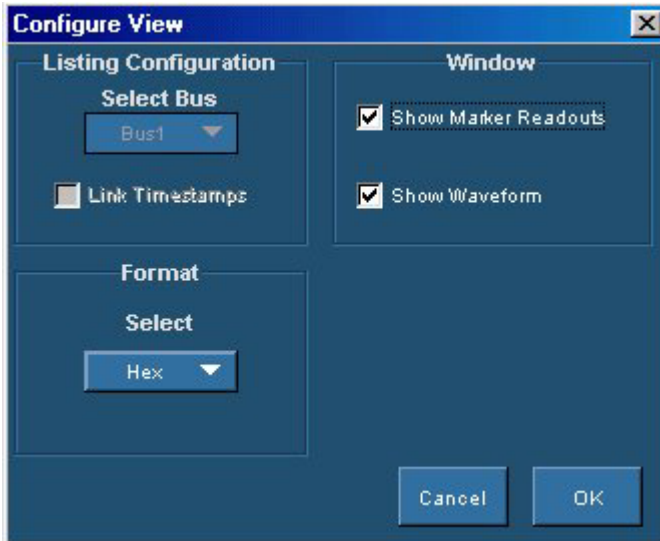 Configure View
Listing Configuration
Select Bus
Bus1
Link Timestamps
Window
Show Marker Readouts
Show Waveform
Format
Select
Hex
Cancel
OK